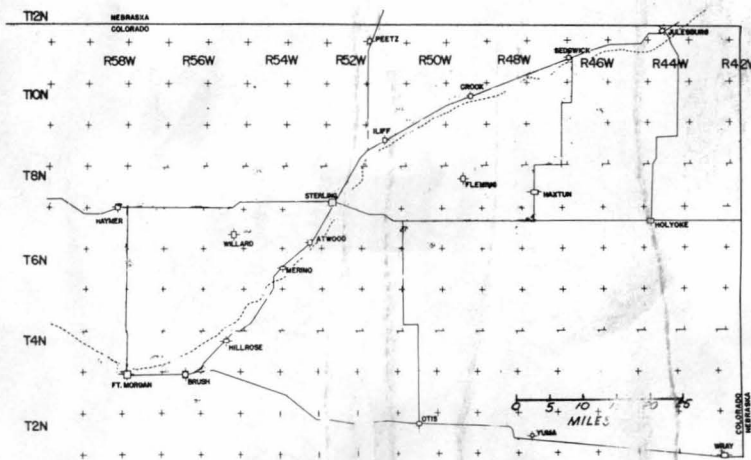 T12N
NEBRASKA
COLORADO
JULESBURG
PEETZ
SEDGWICK
R58W R56W R54W R52W R50W R48W R46W R44W R42W
T10N
CROOK
ILIFF
T8N
FLEMING
HAXTUN
STERLING
HAYMER
HOLYOKE
WILLARD
ATWOOD
T6N
MERINO
T4N
HILLROSE
FT. MORGAN
BRUSH
0 5 10 15 20 25
MILES
COLORADO
NEBRASKA
T2N
OTIS
YUMA
WRAY